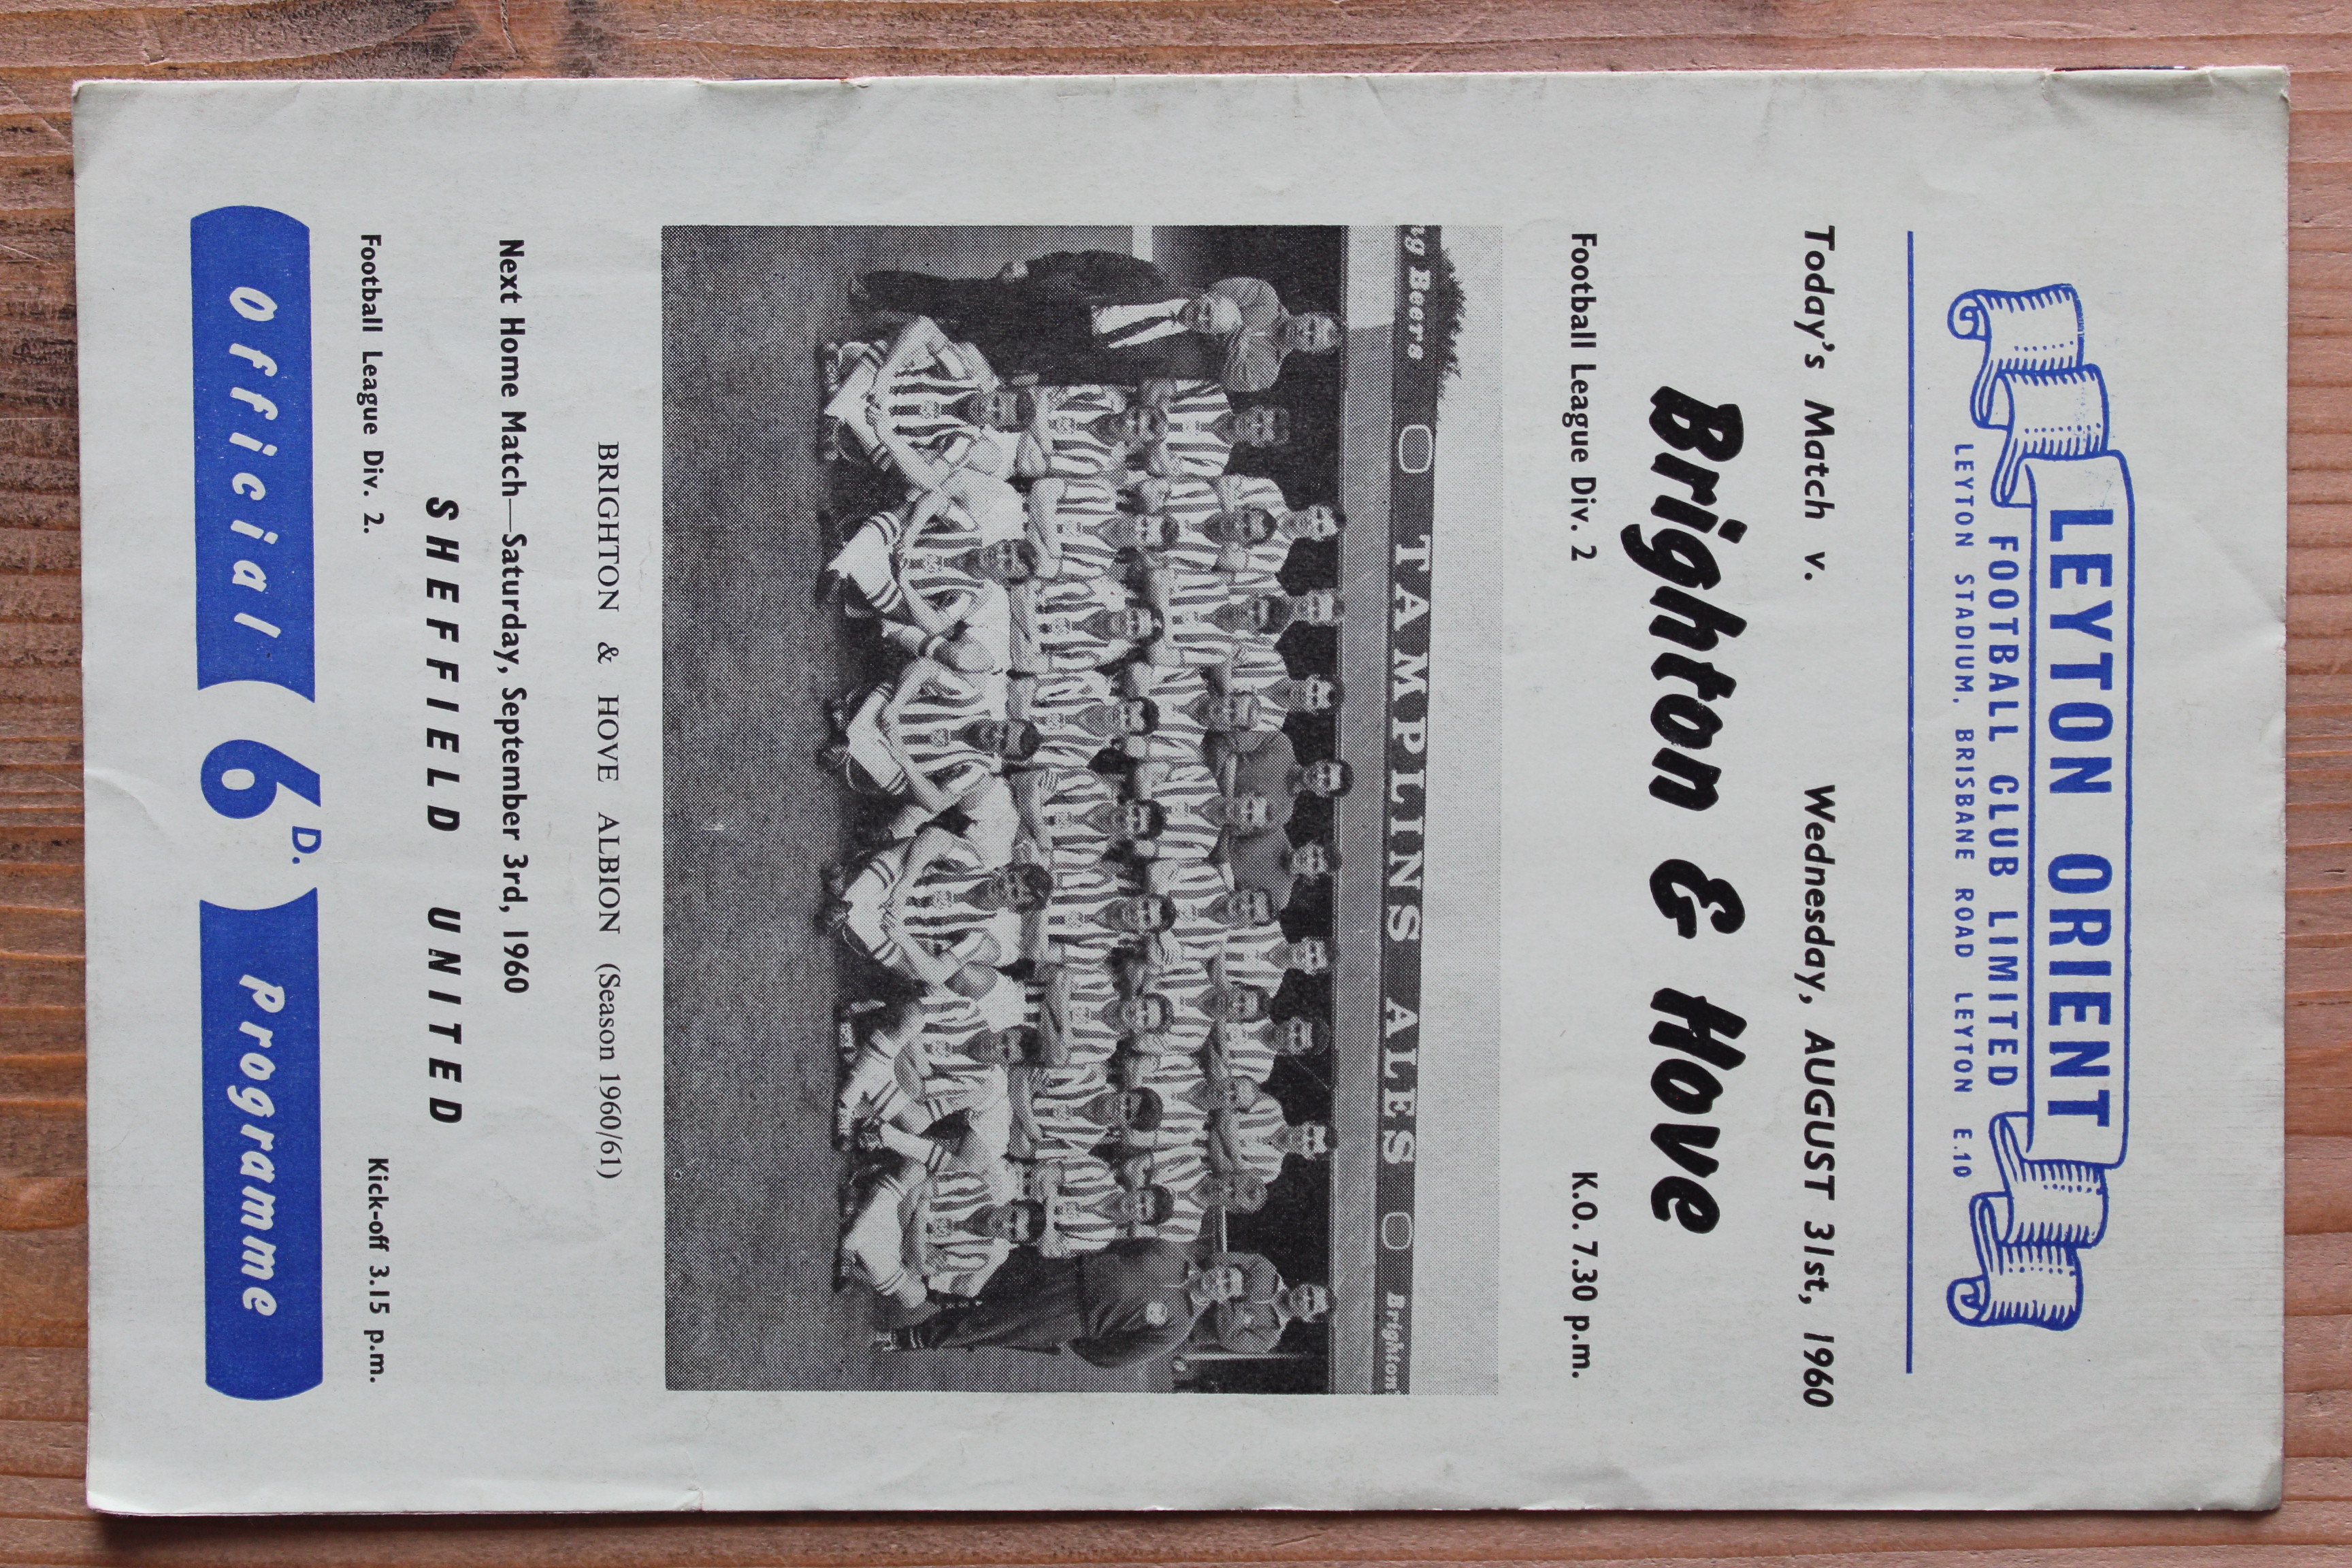 LEYTON ORIENT
FOOTBALL CLUB LIMITED
LEYTON STADIUM, BRISBANE ROAD LEYTON E.10
Today's Match v. Wednesday, AUGUST 31st, 1960
Brighton & Hove
Football League Div. 2 K.O. 7.30 p.m.
ng Beers TAMPLINS ALES Brighton
BRIGHTON & HOVE ALBION (Season 1960/61)
Next Home Match—Saturday, September 3rd, 1960
SHEFFIELD UNITED
Football League Div. 2. Kick-off 3.15 p.m.
Official 6D. Programme